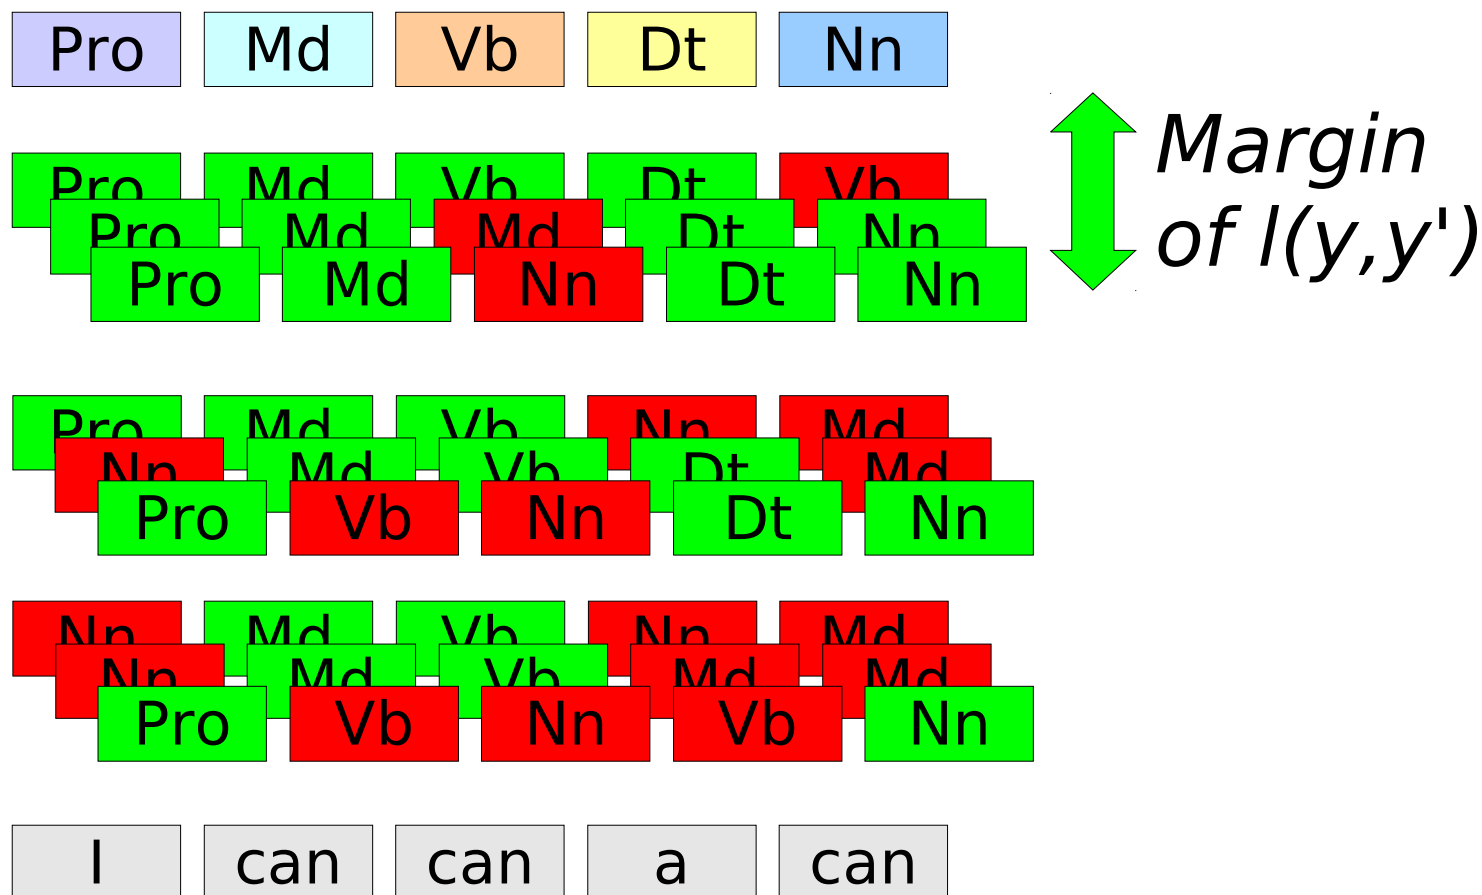 Pro Md Vb Dt Nn
Margin
of l(y,y')
Pro Md Vb Dt Vb
Pro Md Md Dt Nn
Pro Md Nn Dt Nn
Pro Md Vb Nn Md
Nn Md Vb Dt Md
Pro Vb Nn Dt Nn
Nn Md Vb Nn Md
Nn Md Vb Md Md
Pro Vb Nn Vb Nn
I can can a can